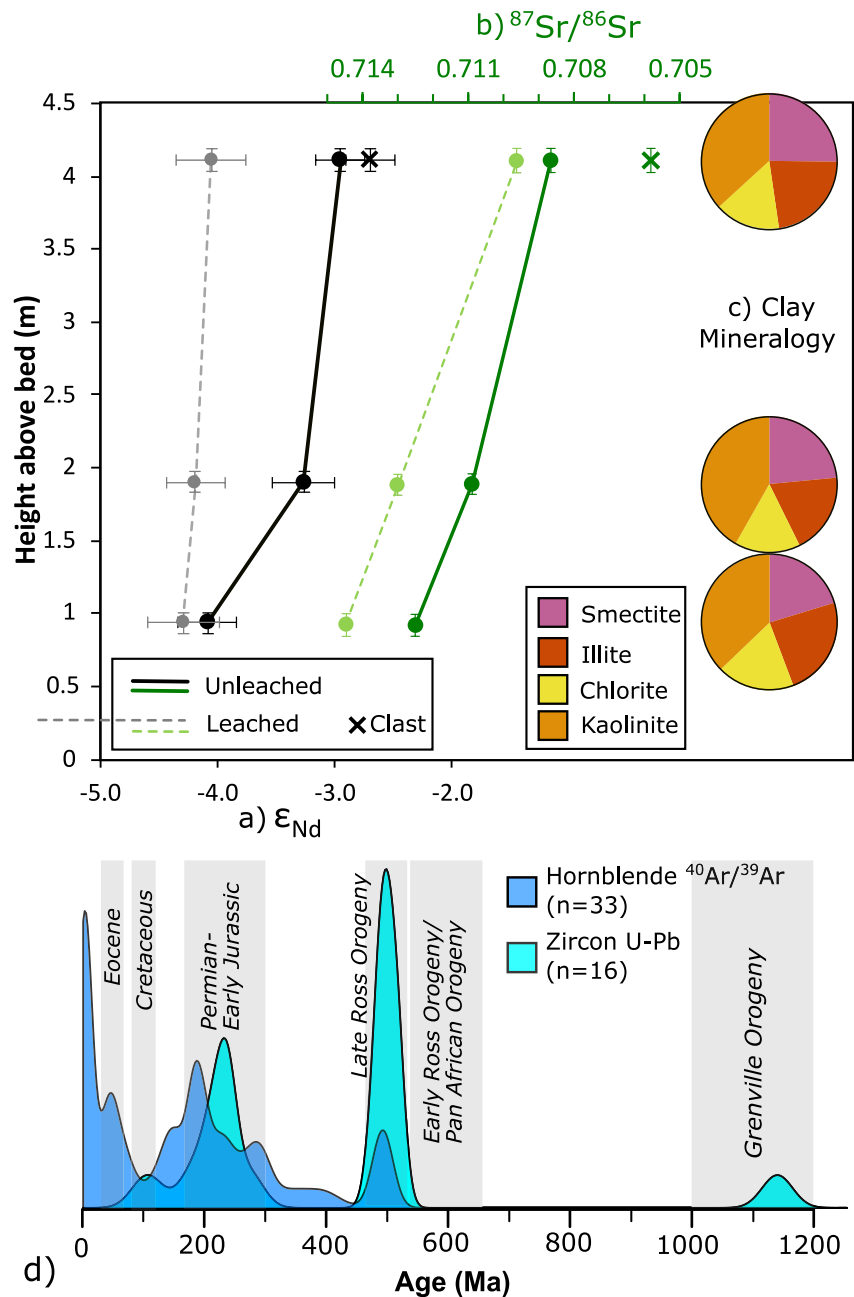 b) ⁸⁷Sr/⁸⁶Sr
0.714 0.711 0.708 0.705
4.5
4
3.5
3
2.5
2
1.5
1
0.5
0
Height above bed (m)
c) Clay
Mineralogy
Unleached
Leached
Clast
Smectite
Illite
Chlorite
Kaolinite
-5.0 -4.0 -3.0 -2.0
a) εNd
Eocene
Cretaceous
Permian-
Early Jurassic
Late Ross Orogeny
Early Ross Orogeny/
Pan African Orogeny
Grenville Orogeny
Hornblende ⁴⁰Ar/³⁹Ar
(n=33)
Zircon U-Pb
(n=16)
0 200 400 600 800 1000 1200
d)
Age (Ma)